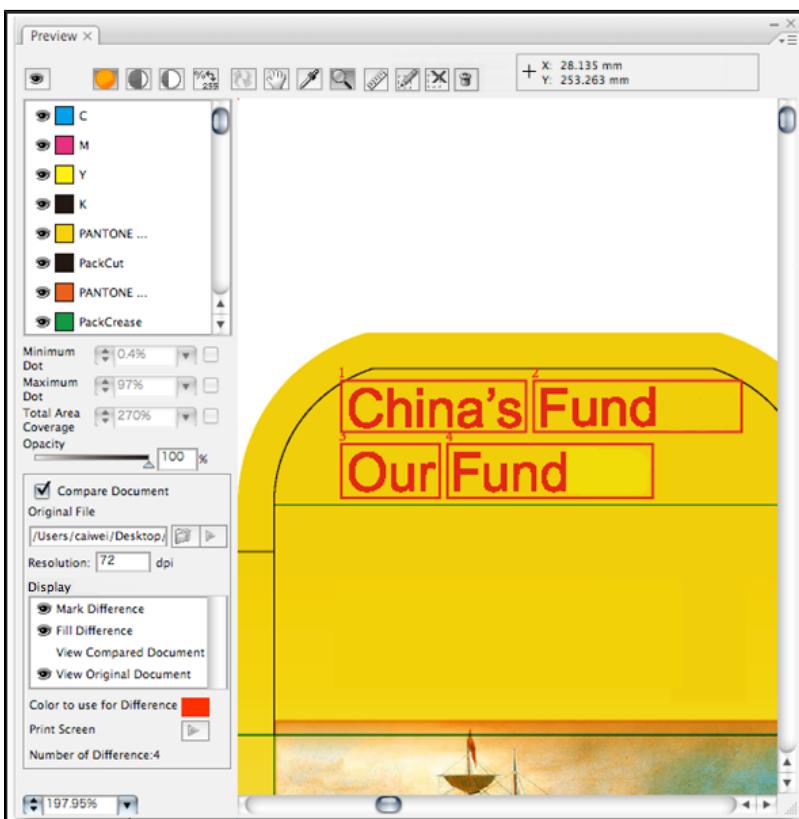 Preview ×
%
255
X: 28.135 mm
Y: 253.263 mm
C
M
Y
K
PANTONE ...
PackCut
PANTONE ...
PackCrease
Minimum Dot 0.4%
Maximum Dot 97%
Total Area Coverage 270%
Opacity
100 %
Compare Document
Original File
/Users/caiwei/Desktop/
Resolution: 72 dpi
Display
Mark Difference
Fill Difference
View Compared Document
View Original Document
Color to use for Difference
Print Screen
Number of Difference:4
197.95%
1 2
China's Fund
3 4
Our Fund